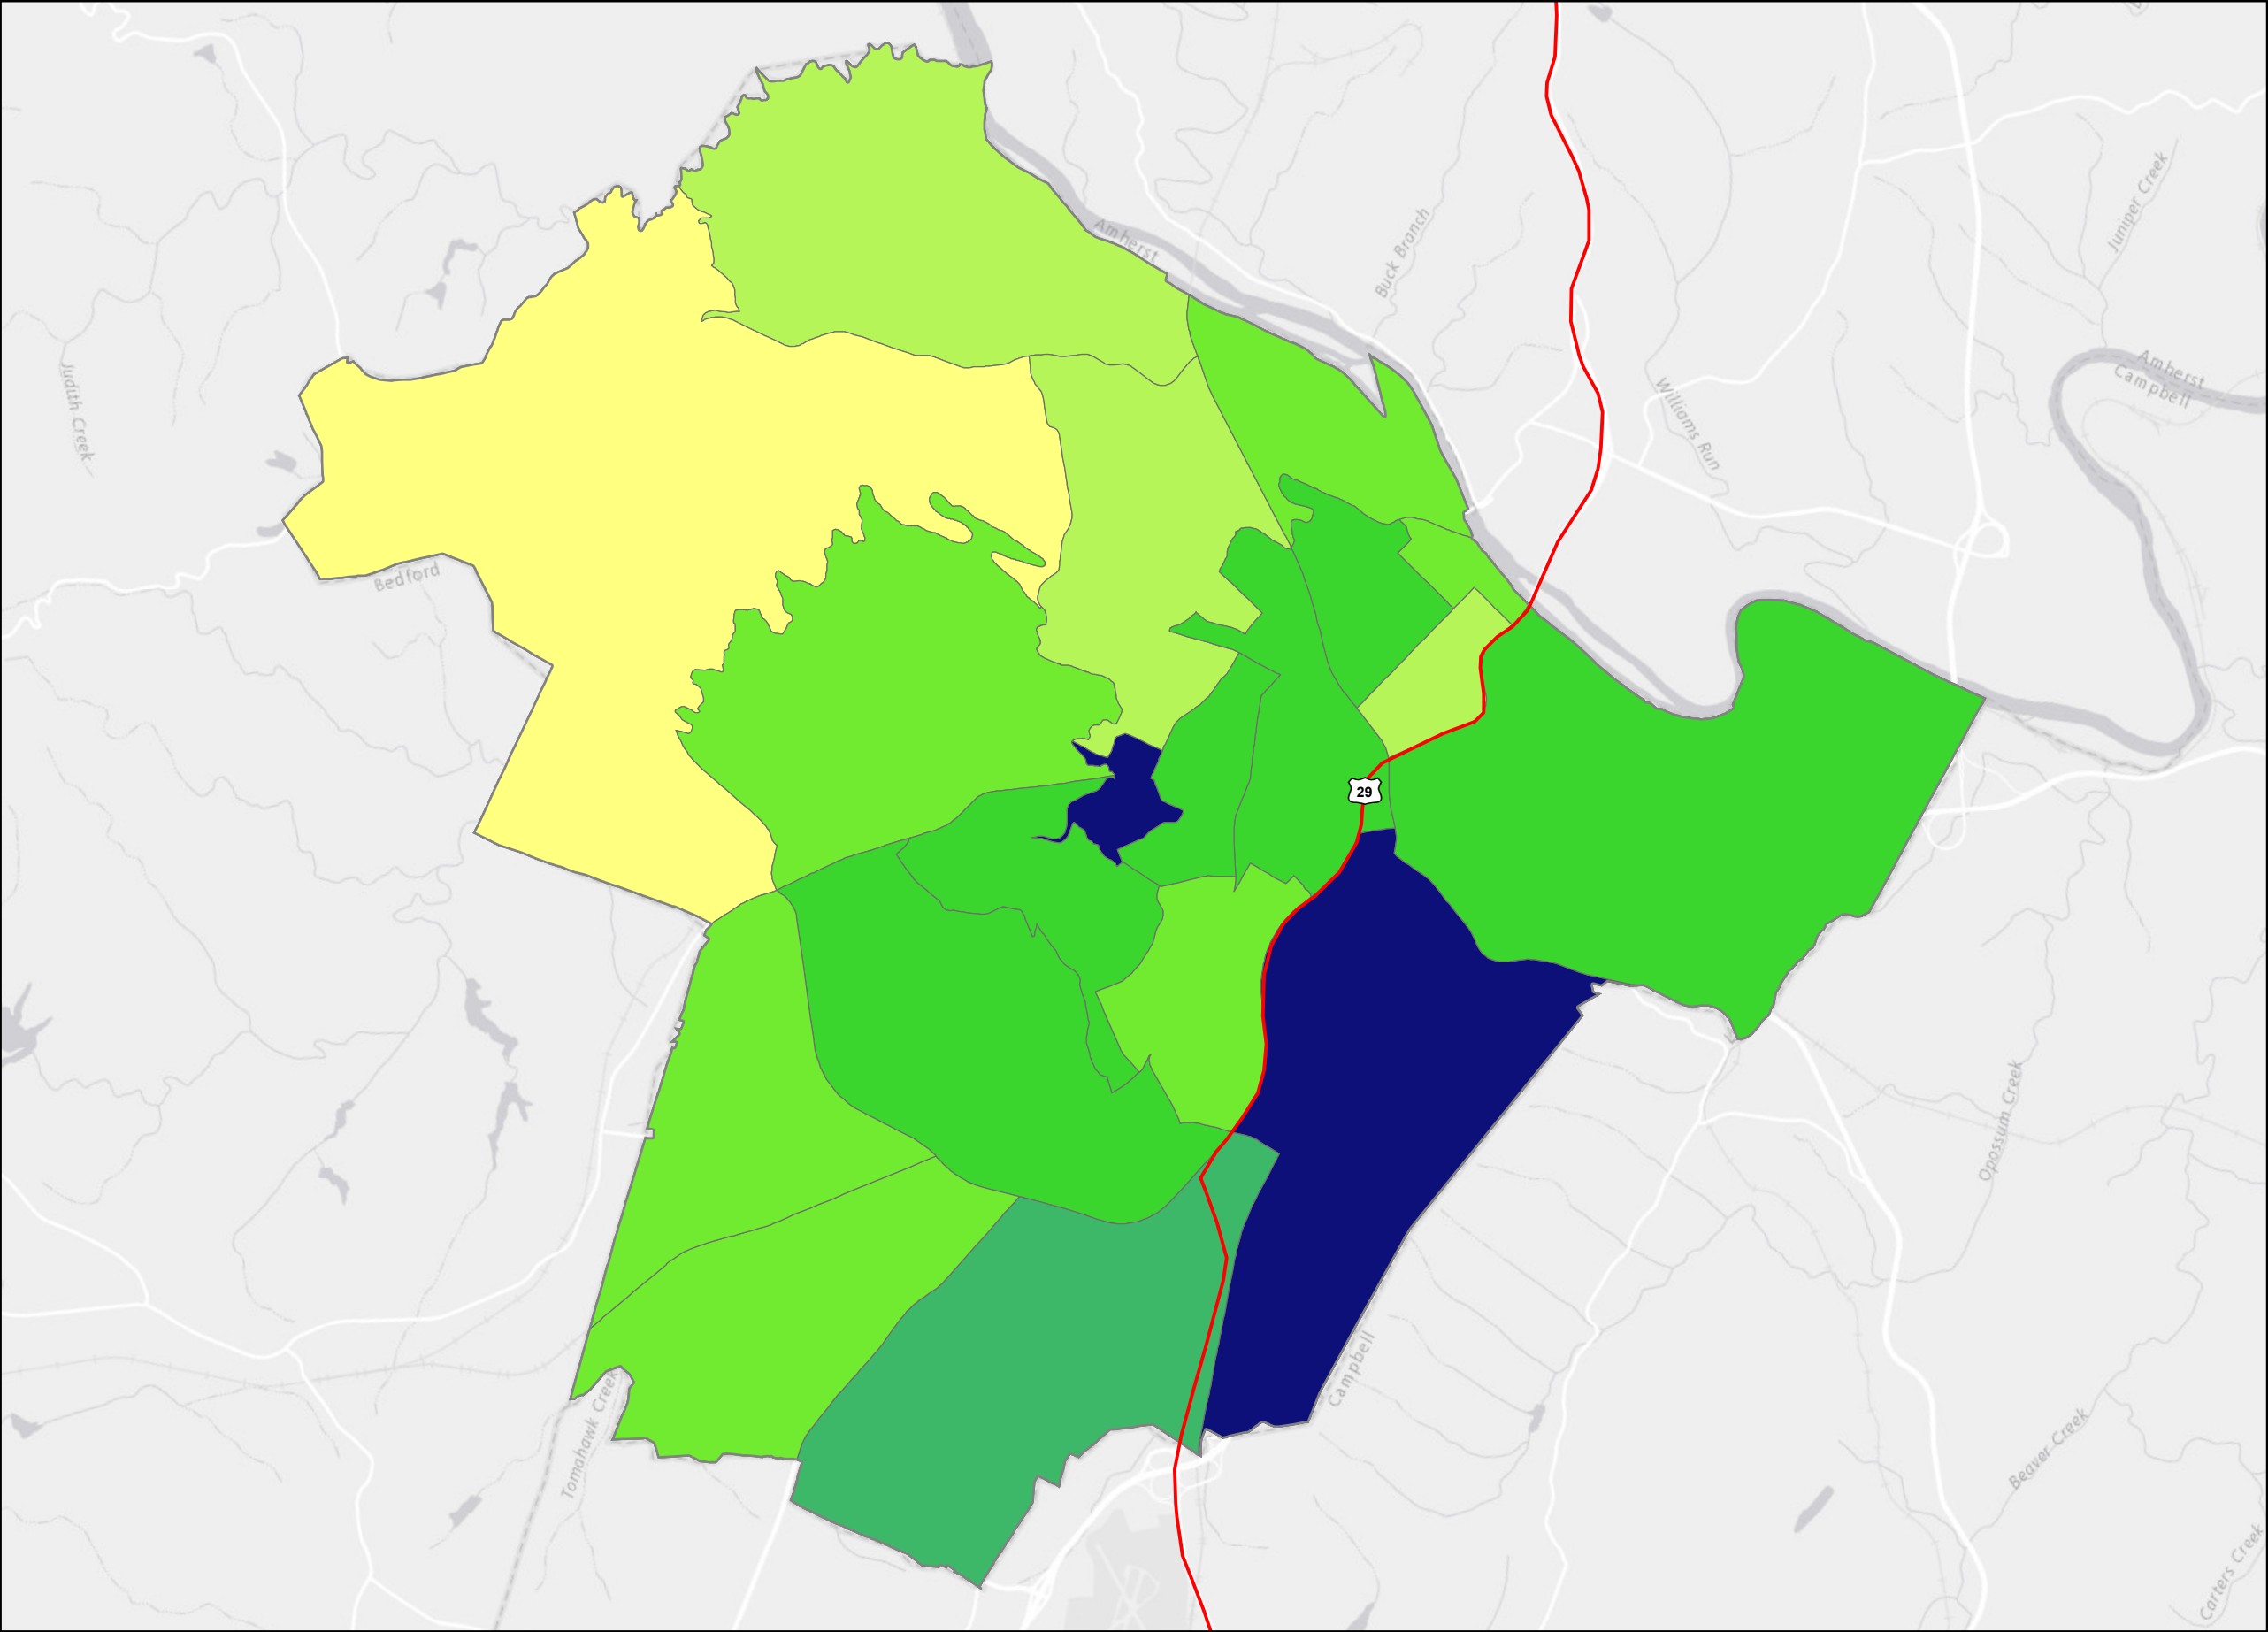 Amherst
Buck Branch
Juniper Creek
Judith Creek
Williams Run
Amherst
Campbell
Bedford
29
Opossum Creek
Campbell
Tomahawk Creek
Beaver Creek
Carters Creek